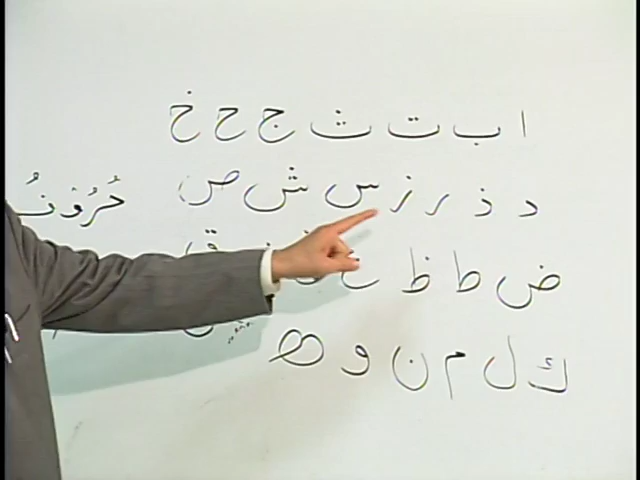 ا ب ت ث ج ح خ
د ذ ر ز س ش ص
ض ط ظ ع
ك ل م ن و ه
حُرُوفُ